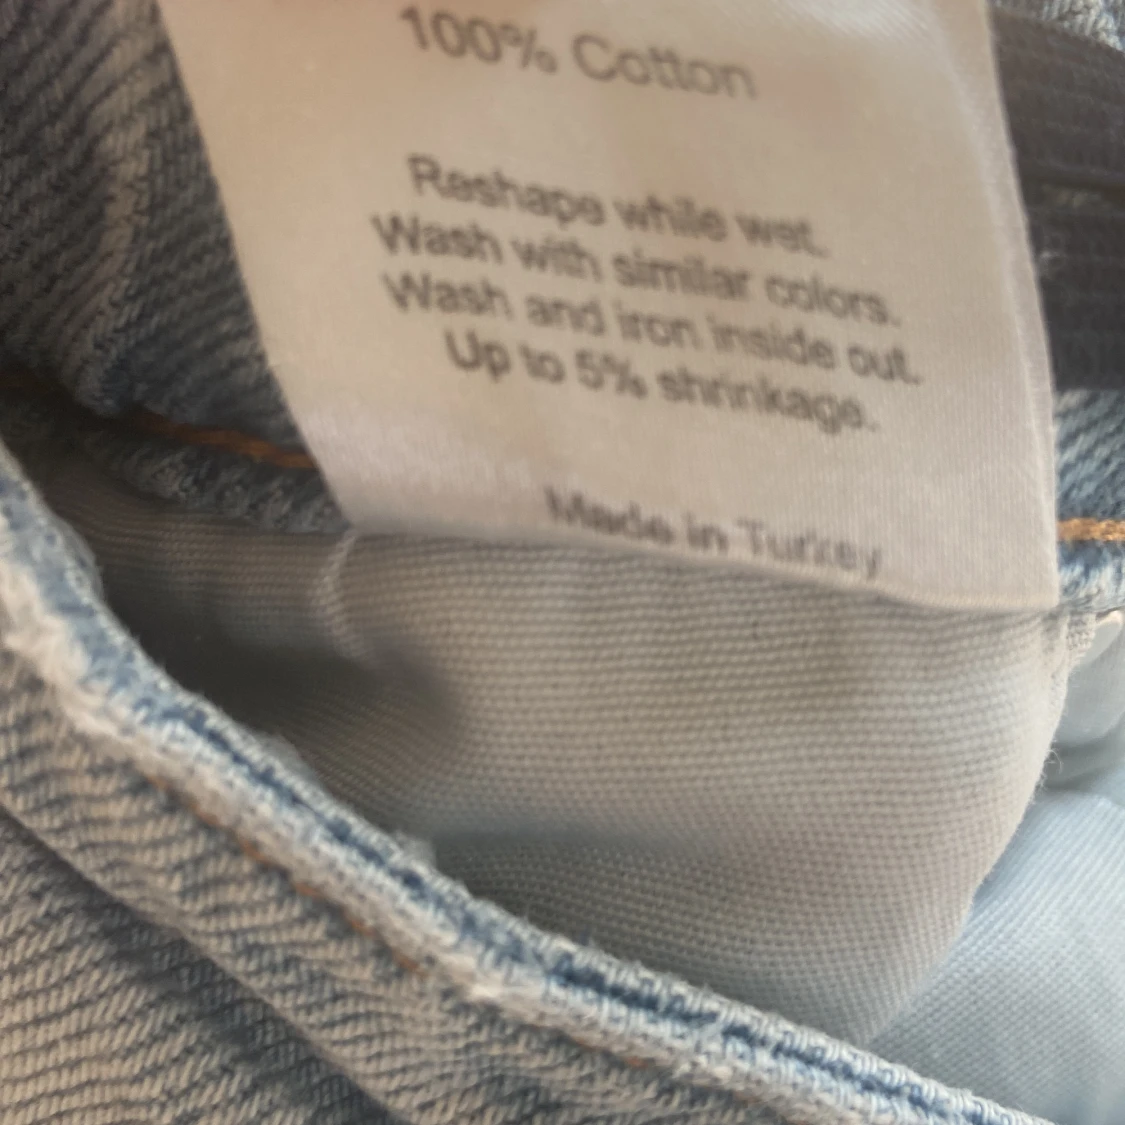 100% Cotton
Reshape while wet.
Wash with similar colors.
Wash and iron inside out.
Up to 5% shrinkage.
Made in Turkey